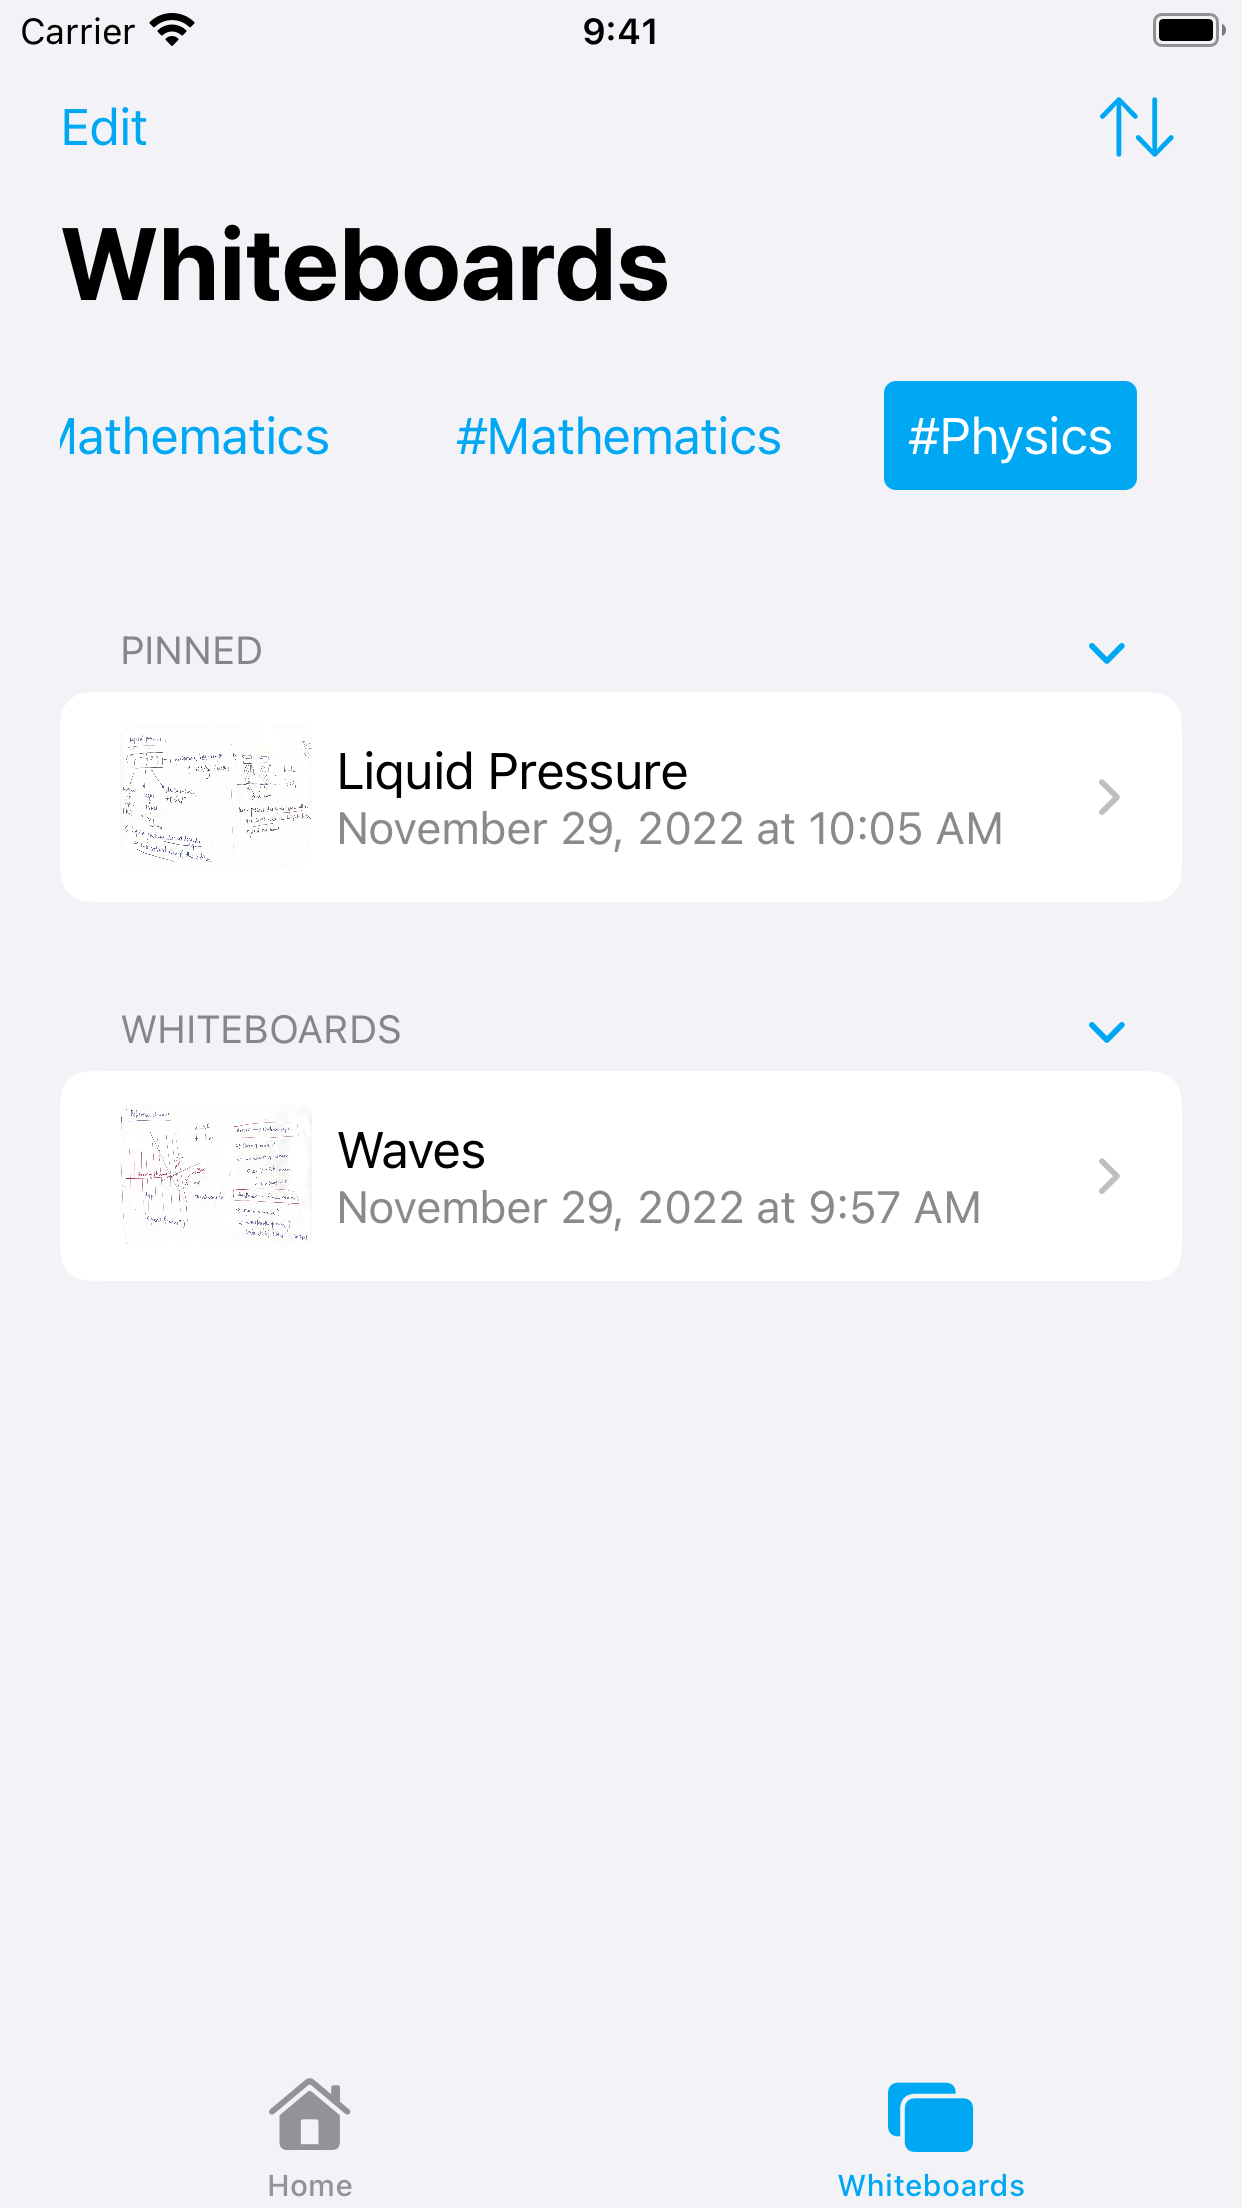 Carrier 9:41
Edit
Whiteboards
Mathematics #Mathematics #Physics
PINNED
Liquid Pressure
November 29, 2022 at 10:05 AM
WHITEBOARDS
Waves
November 29, 2022 at 9:57 AM
Home Whiteboards